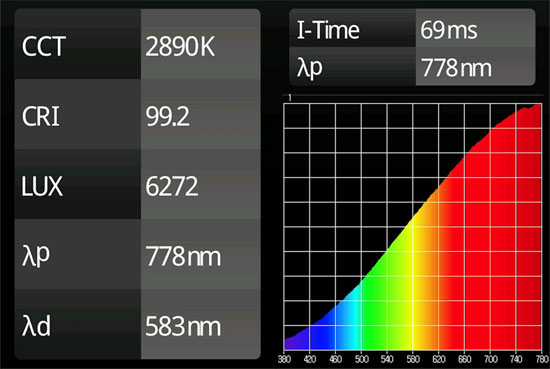 CCT 2890K
CRI 99.2
LUX 6272
λp 778nm
λd 583nm
I-Time 69ms
λp 778nm
1
380 420 460 500 540 580 620 660 700 740 780